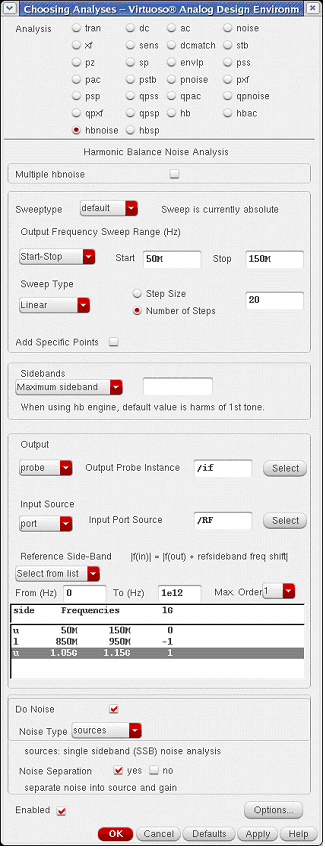 Choosing Analyses -- Virtuoso® Analog Design Environm
Analysis tran dc ac noise
xf sens dcmatch stb
pz sp envlp pss
pac pstb pnoise pxf
psp qpss qpac qpnoise
qpxf qpsp hb hbac
hbnoise hbsp
Harmonic Balance Noise Analysis
Multiple hbnoise
Sweeptype default Sweep is currently absolute
Output Frequency Sweep Range (Hz)
Start-Stop Start 50M Stop 150M
Sweep Type
Step Size
Linear Number of Steps 20
Add Specific Points
Sidebands
Maximum sideband
When using hb engine, default value is harms of 1st tone.
Output
probe Output Probe Instance /if Select
Input Source
port Input Port Source /RF Select
Reference Side-Band |f(in)| = |f(out) + refsideband freq shift|
Select from list
From (Hz) 0 To (Hz) 1e12 Max. Order 1
side Frequencies 1G
u 50M 150M 0
l 850M 950M -1
u 1.05G 1.15G 1
Do Noise
Noise Type sources
sources: single sideband (SSB) noise analysis
Noise Separation yes no
separate noise into source and gain
Enabled Options...
OK Cancel Defaults Apply Help